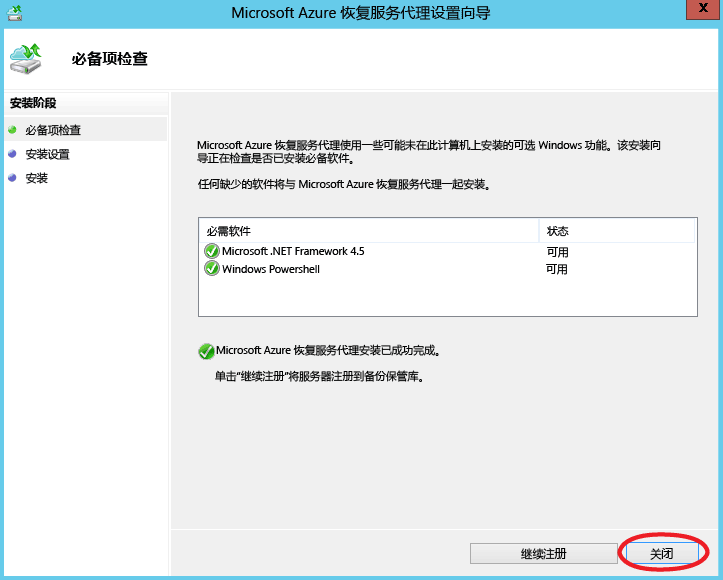 Microsoft Azure 恢复服务代理设置向导
X
必备项检查
安装阶段
必备项检查
安装设置
安装
Microsoft Azure 恢复服务代理使用一些可能未在此计算机上安装的可选 Windows 功能。该安装向
导正在检查是否已安装必备软件。
任何缺少的软件将与 Microsoft Azure 恢复服务代理一起安装。
必需软件 状态
Microsoft .NET Framework 4.5 可用
Windows Powershell 可用
Microsoft Azure 恢复服务代理安装已成功完成。
单击“继续注册”将服务器注册到备份保管库。
继续注册 关闭